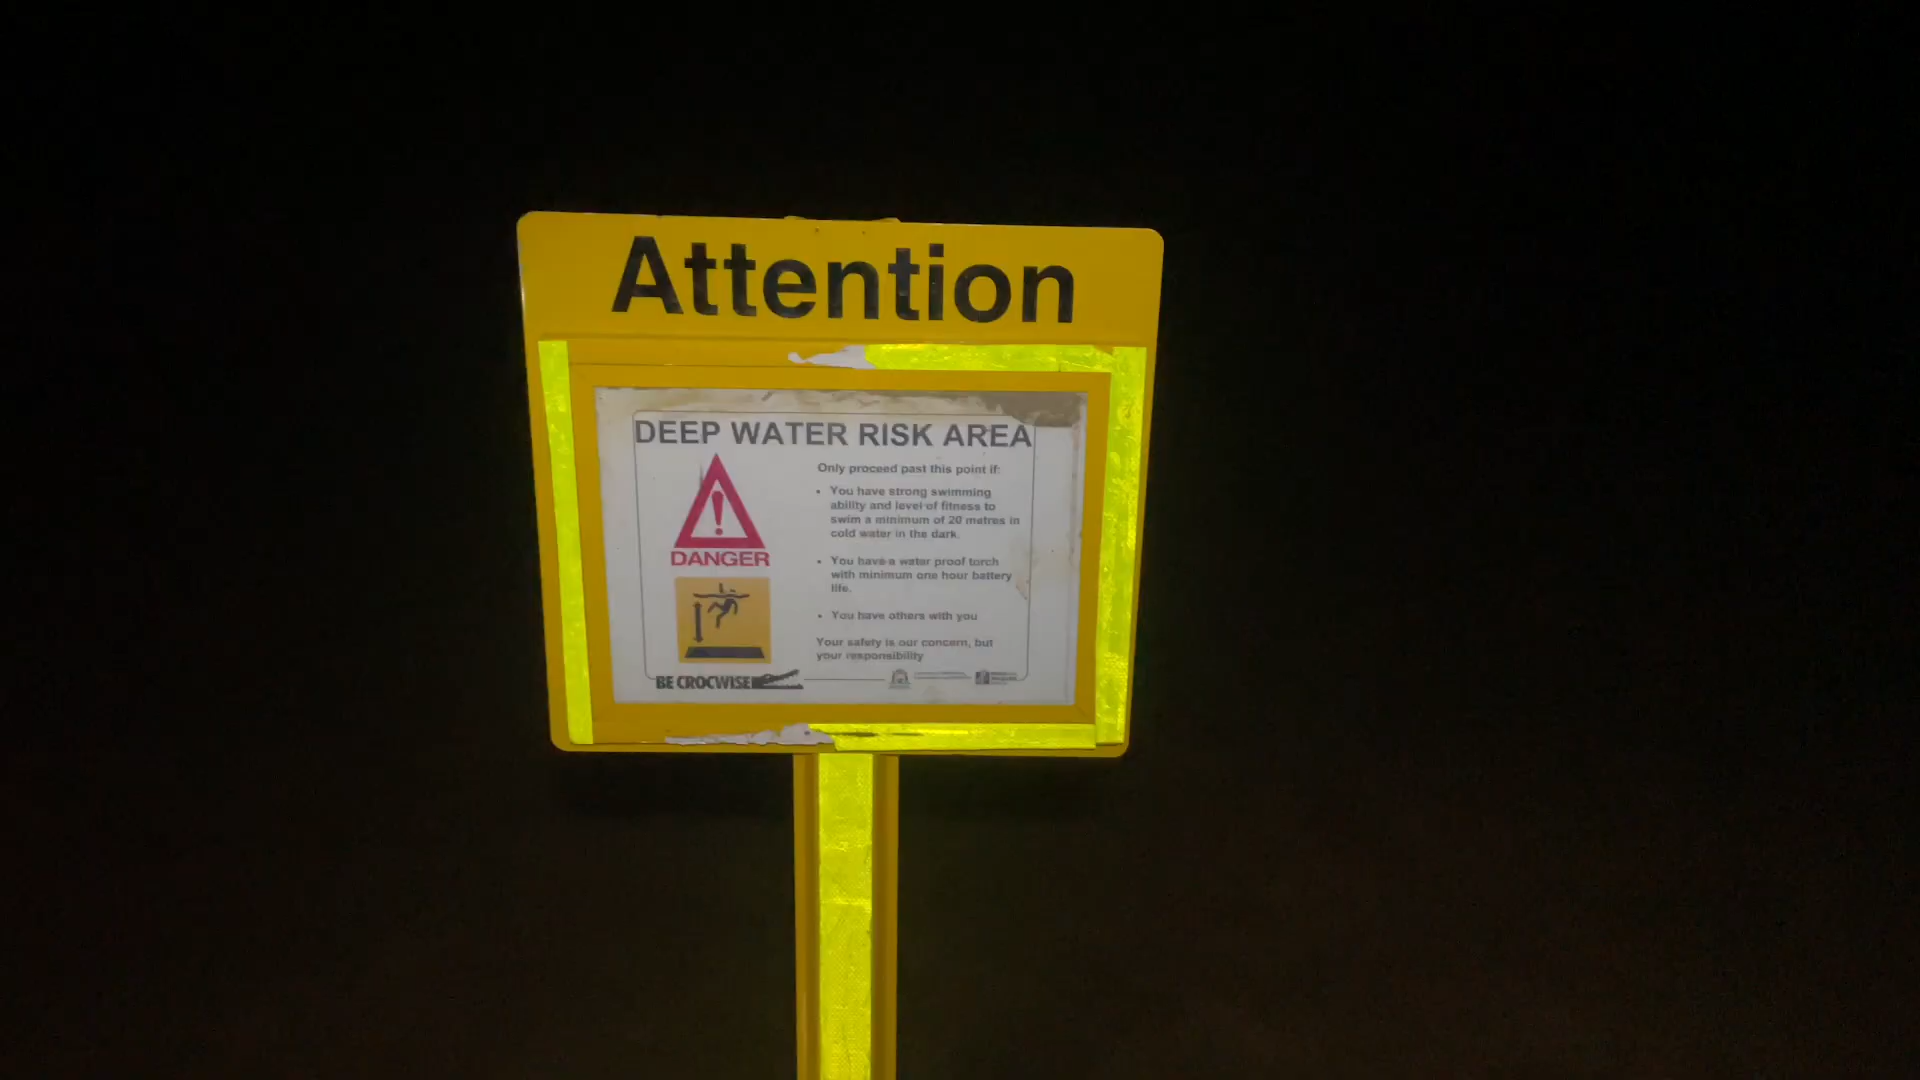 Attention
DEEP WATER RISK AREA
Only proceed past this point if:
• You have strong swimming
ability and level of fitness to
swim a minimum of 20 metres in
cold water in the dark.
• You have a water proof torch
with minimum one hour battery
life.
• You have others with you
Your safety is our concern, but
your responsibility
DANGER
BE CROCWISE